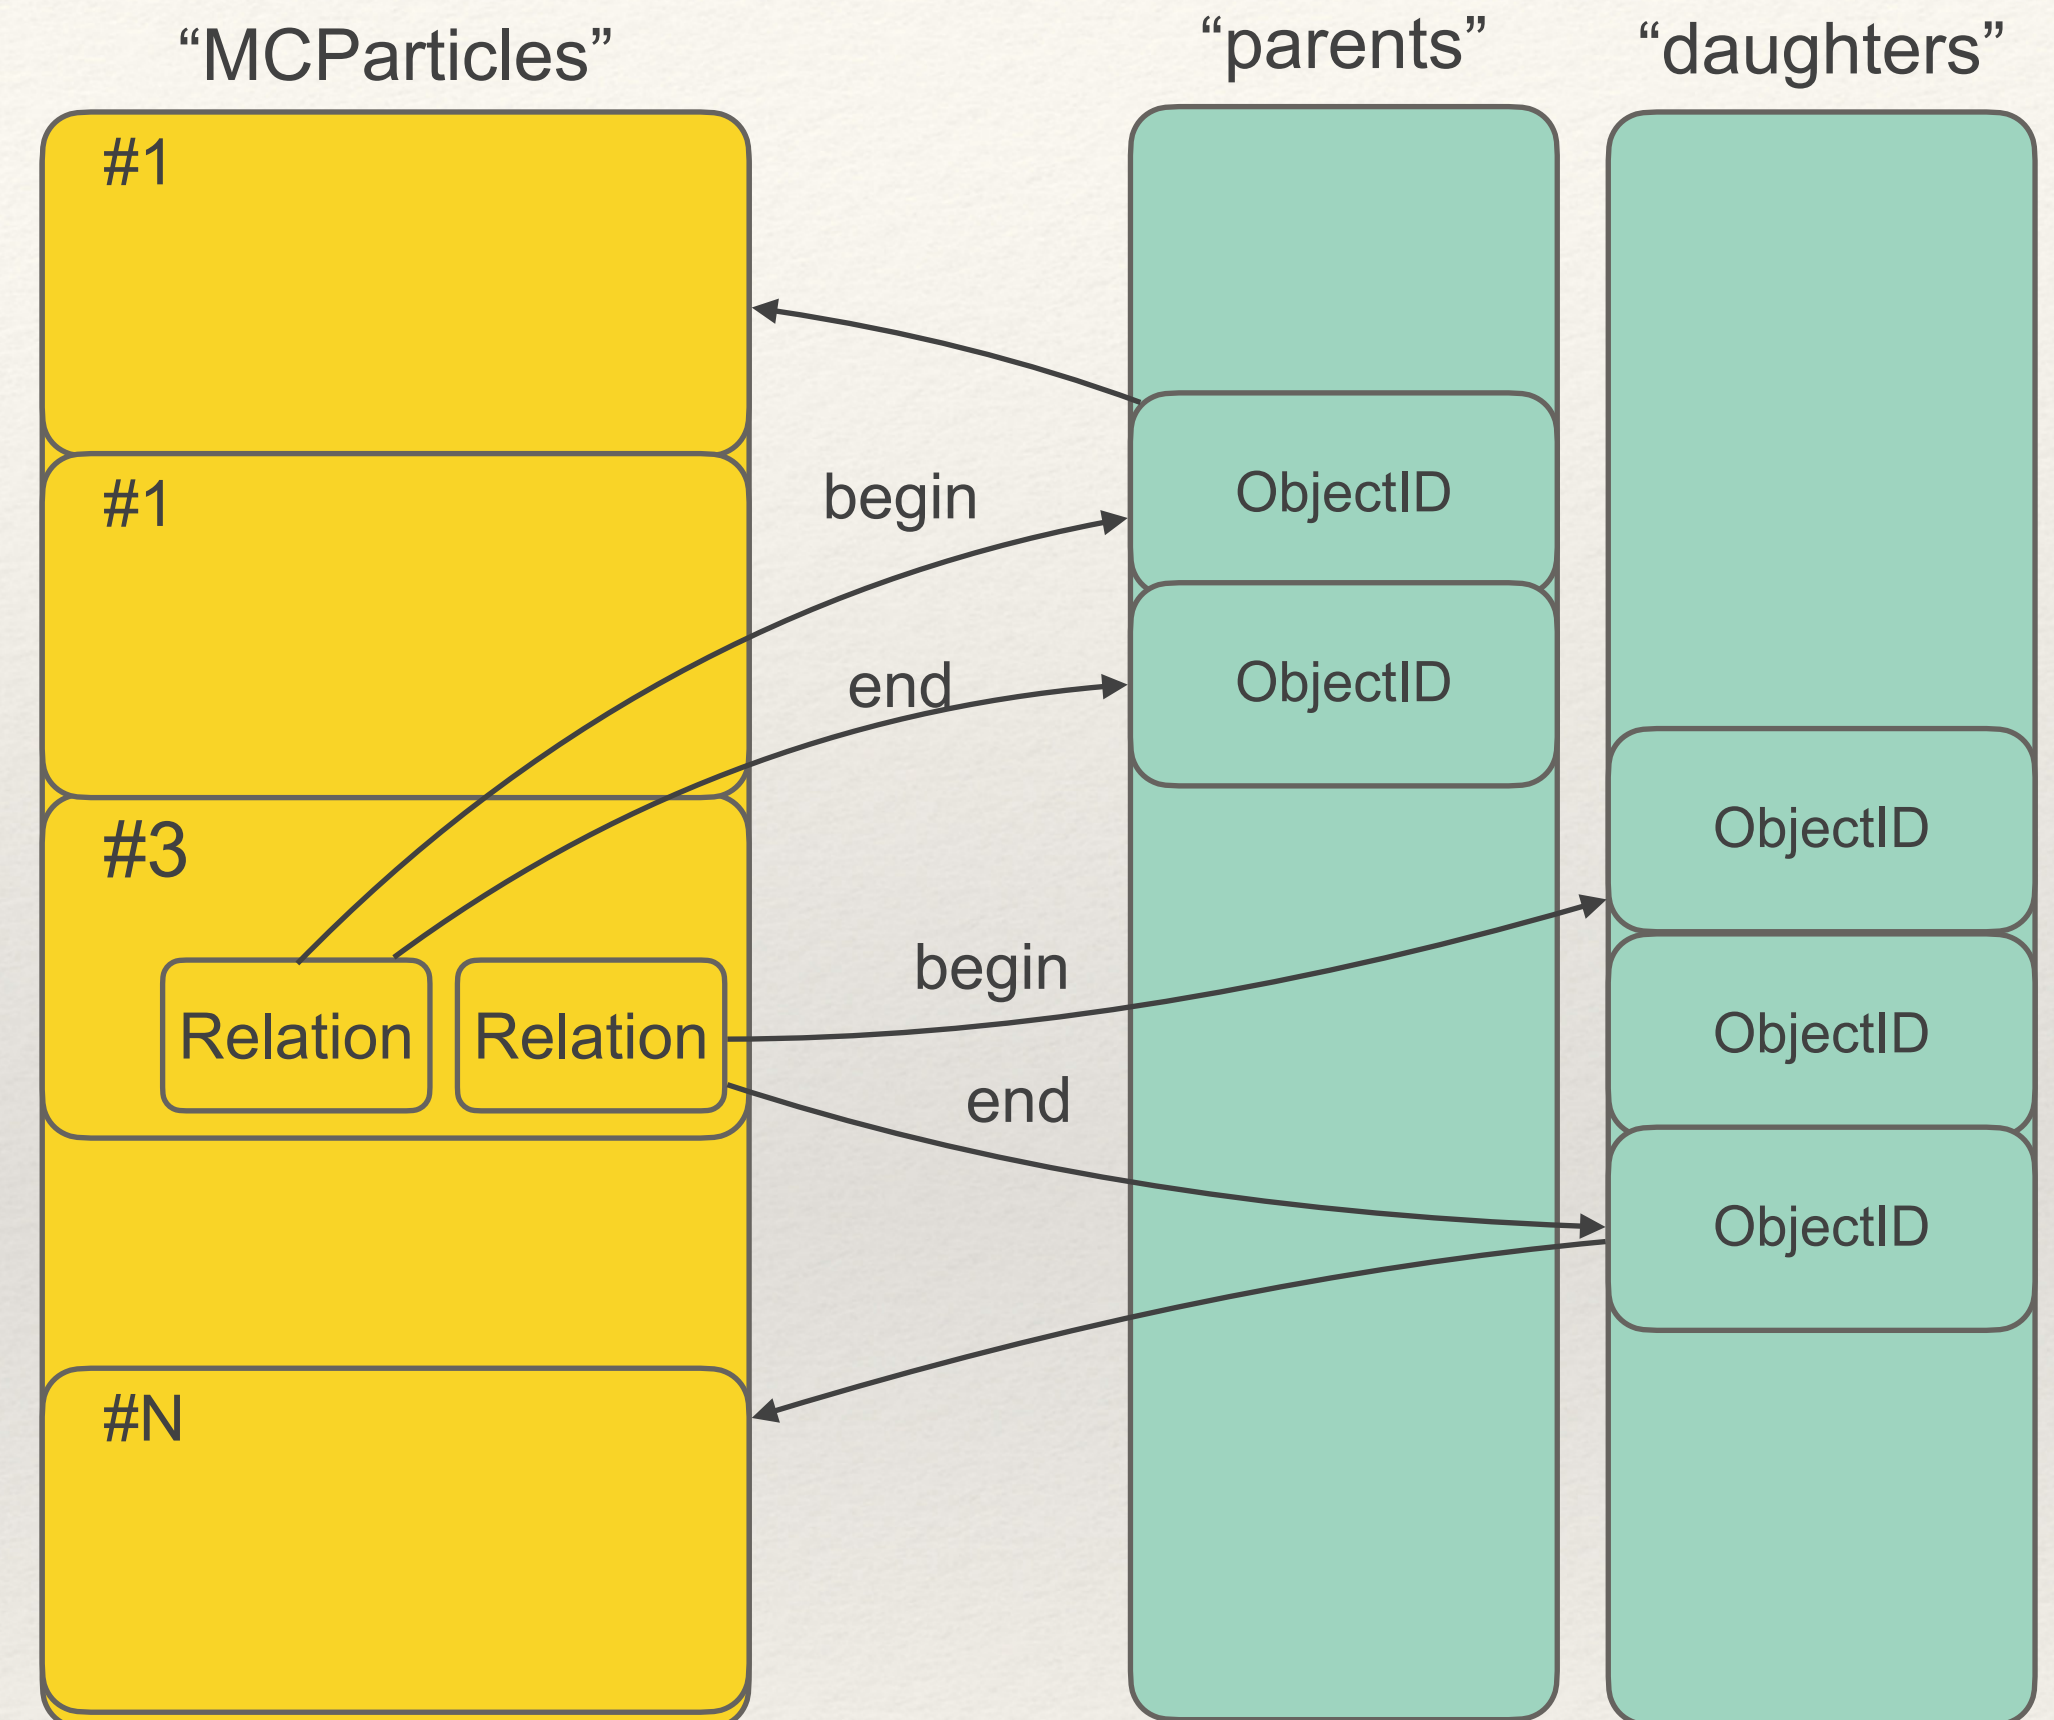 “MCParticles”
“parents”
“daughters”
#1
#1
#3
Relation
Relation
#N
begin
end
begin
end
ObjectID
ObjectID
ObjectID
ObjectID
ObjectID